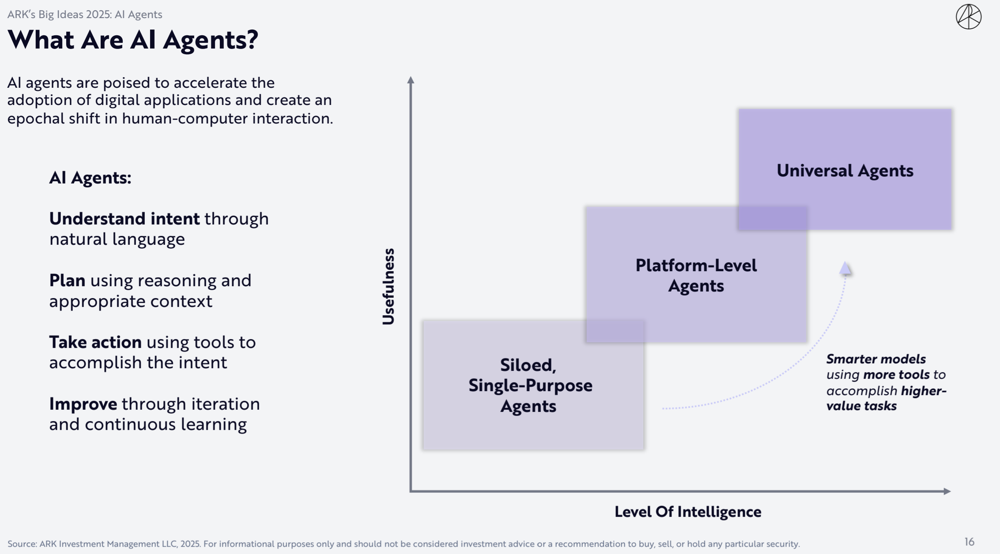 ARK’s Big Ideas 2025: AI Agents
What Are AI Agents?
AI agents are poised to accelerate the
adoption of digital applications and create an
epochal shift in human-computer interaction.
AI Agents:
Understand intent through
natural language
Plan using reasoning and
appropriate context
Take action using tools to
accomplish the intent
Improve through iteration
and continuous learning
Usefulness
Universal Agents
Platform-Level
Agents
Siloed,
Single-Purpose
Agents
Smarter models
using more tools to
accomplish higher-
value tasks
Level Of Intelligence
Source: ARK Investment Management LLC, 2025. For informational purposes only and should not be considered investment advice or a recommendation to buy, sell, or hold any particular security.
16